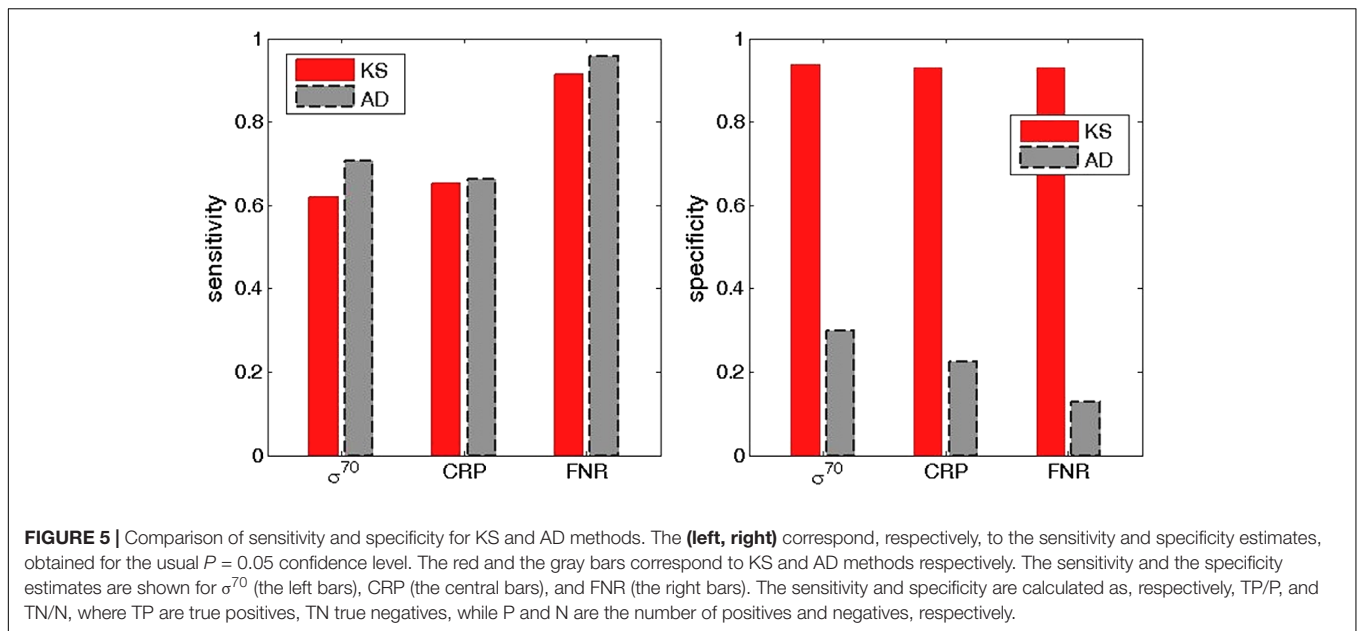 1
0.8
0.6
0.4
0.2
0
sensitivity
KS
AD
σ70 CRP FNR
1
0.8
0.6
0.4
0.2
0
specificity
KS
AD
σ70 CRP FNR
FIGURE 5 | Comparison of sensitivity and specificity for KS and AD methods. The (left, right) correspond, respectively, to the sensitivity and specificity estimates,
obtained for the usual P = 0.05 confidence level. The red and the gray bars correspond to KS and AD methods respectively. The sensitivity and the specificity
estimates are shown for σ70 (the left bars), CRP (the central bars), and FNR (the right bars). The sensitivity and specificity are calculated as, respectively, TP/P, and
TN/N, where TP are true positives, TN true negatives, while P and N are the number of positives and negatives, respectively.